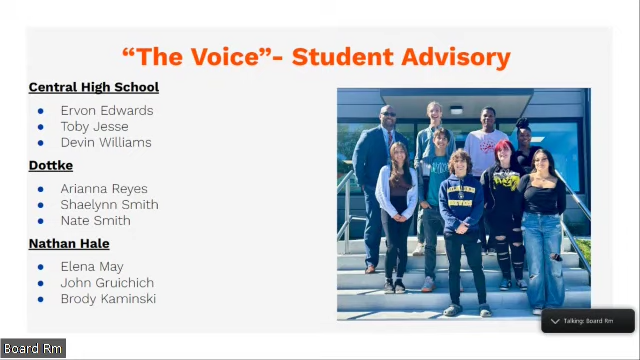 “The Voice”- Student Advisory
Central High School
Ervon Edwards
Toby Jesse
Devin Williams
Dottke
Arianna Reyes
Shaelynn Smith
Nate Smith
Nathan Hale
Elena May
John Gruichich
Brody Kaminski
Talking: Board Rm
Board Rm